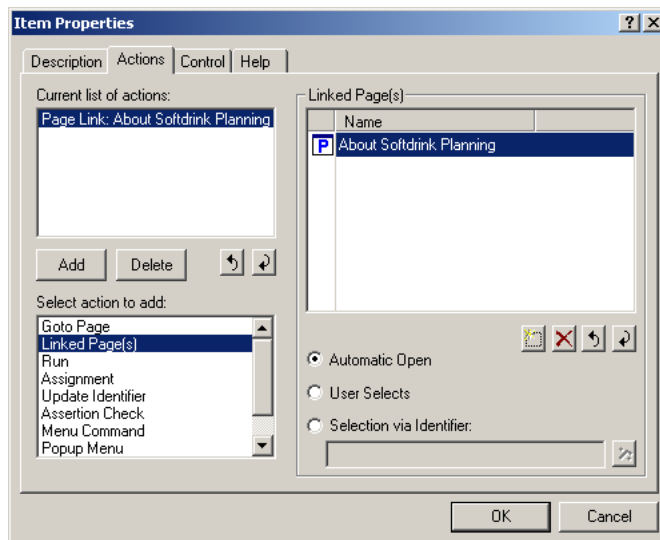 Item Properties
Description Actions Control Help
Current list of actions:
Page Link: About Softdrink Planning
Add Delete
Select action to add:
Goto Page
Linked Page(s)
Run
Assignment
Update Identifier
Assertion Check
Menu Command
Popup Menu
Linked Page(s)
Name
P About Softdrink Planning
Automatic Open
User Selects
Selection via Identifier:
OK Cancel